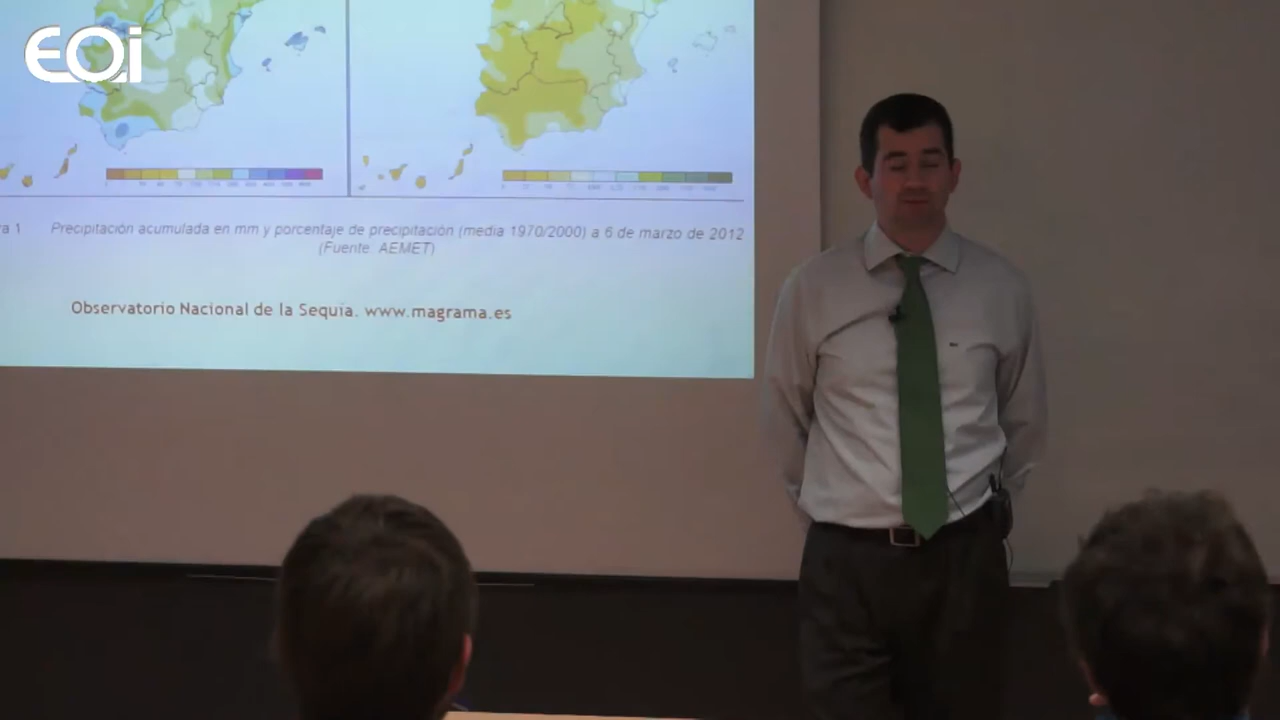 EOi
ra 1 Precipitación acumulada en mm y porcentaje de precipitación (media 1970/2000) a 6 de marzo de 2012
(Fuente: AEMET)
Observatorio Nacional de la Sequia. www.magrama.es